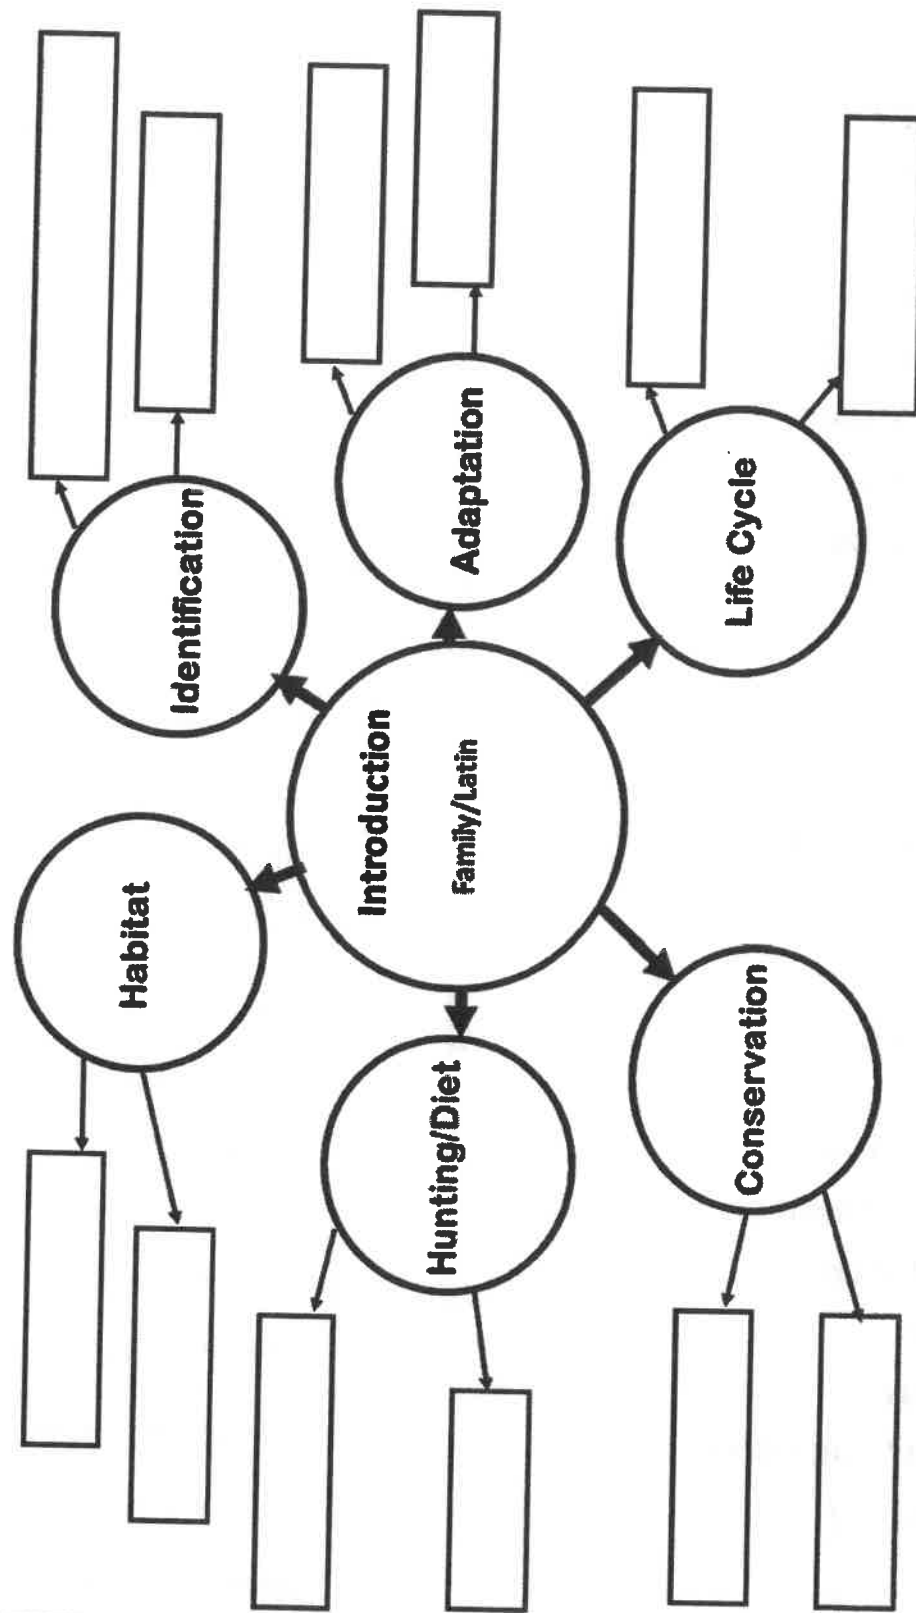 Habitat
Identification
Hunting/Diet
Introduction
Family/Latin
Adaptation
Conservation
Life Cycle